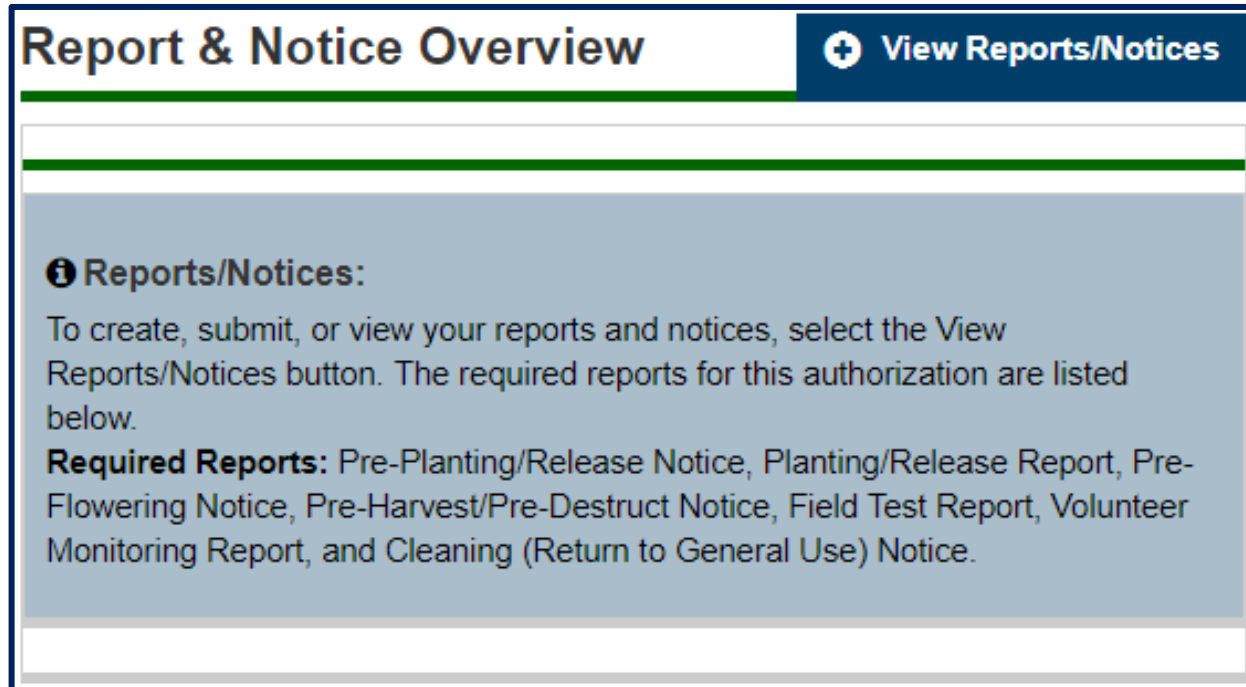 Report & Notice Overview
View Reports/Notices
Reports/Notices:
To create, submit, or view your reports and notices, select the View
Reports/Notices button. The required reports for this authorization are listed
below.
Required Reports: Pre-Planting/Release Notice, Planting/Release Report, Pre-
Flowering Notice, Pre-Harvest/Pre-Destruct Notice, Field Test Report, Volunteer
Monitoring Report, and Cleaning (Return to General Use) Notice.